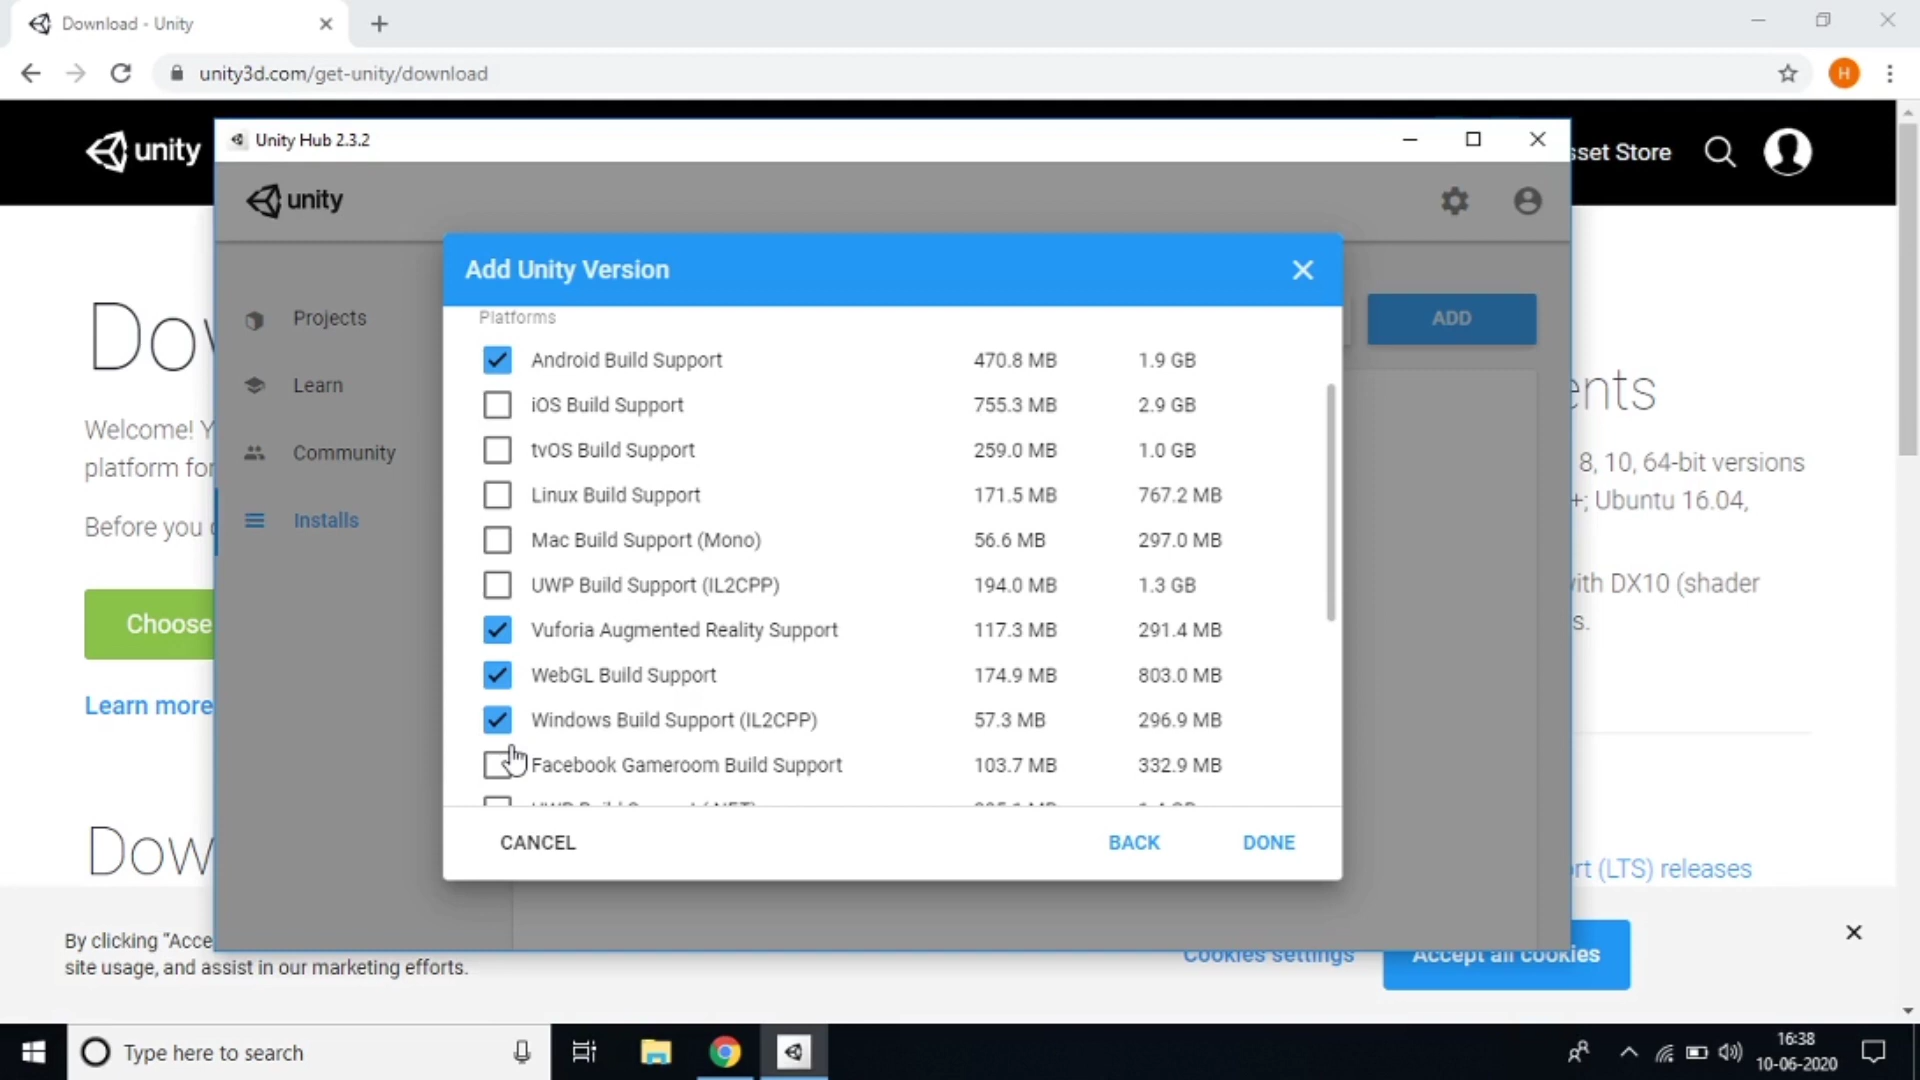 Download - Unity
unity3d.com/get-unity/download
H
unity
Unity Hub 2.3.2
sset Store
unity
Add Unity Version
Projects
Learn
Community
Installs
ADD
Platforms
Android Build Support 470.8 MB 1.9 GB
iOS Build Support 755.3 MB 2.9 GB
tvOS Build Support 259.0 MB 1.0 GB
Linux Build Support 171.5 MB 767.2 MB
Mac Build Support (Mono) 56.6 MB 297.0 MB
UWP Build Support (IL2CPP) 194.0 MB 1.3 GB
Vuforia Augmented Reality Support 117.3 MB 291.4 MB
WebGL Build Support 174.9 MB 803.0 MB
Windows Build Support (IL2CPP) 57.3 MB 296.9 MB
Facebook Gameroom Build Support 103.7 MB 332.9 MB
CANCEL BACK DONE
Dow
Welcome! Y
platform for
Before you
Choose
Learn more
Dow
ents
8, 10, 64-bit versions
+; Ubuntu 16.04,
with DX10 (shader
s.
rt (LTS) releases
By clicking “Acce
site usage, and assist in our marketing efforts.
Cookies settings
Accept all cookies
Type here to search
16:38
10-06-2020